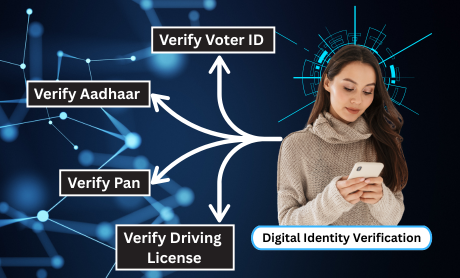 Verify Voter ID
Verify Aadhaar
Verify Pan
Verify Driving
License
Digital Identity Verification